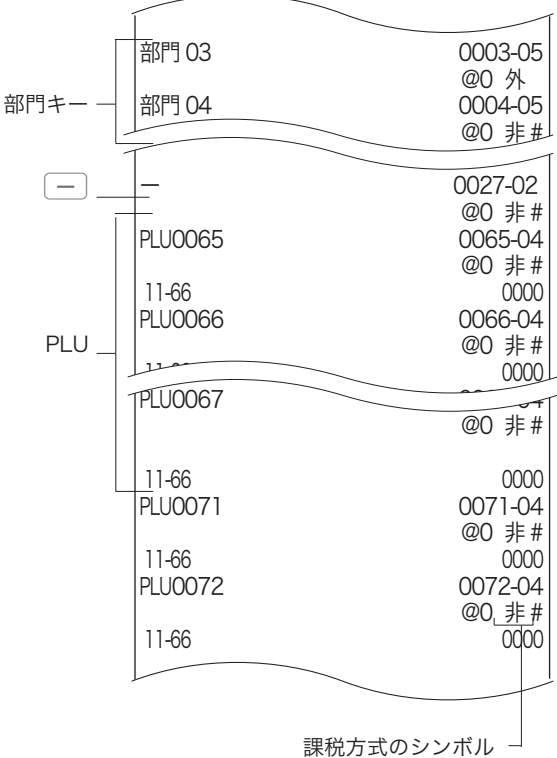 部門 03 0003-05
@0 外
部門キー
部門 04 0004-05
@0 非 #
− 0027-02
@0 非 #
PLU0065 0065-04
@0 非 #
11-66 0000
PLU0066 0066-04
PLU
@0 非 #
0000
PLU0067
@0 非 #
11-66 0000
PLU0071 0071-04
@0 非 #
11-66 0000
PLU0072 0072-04
@0 非 #
11-66 0000
課税方式のシンボル